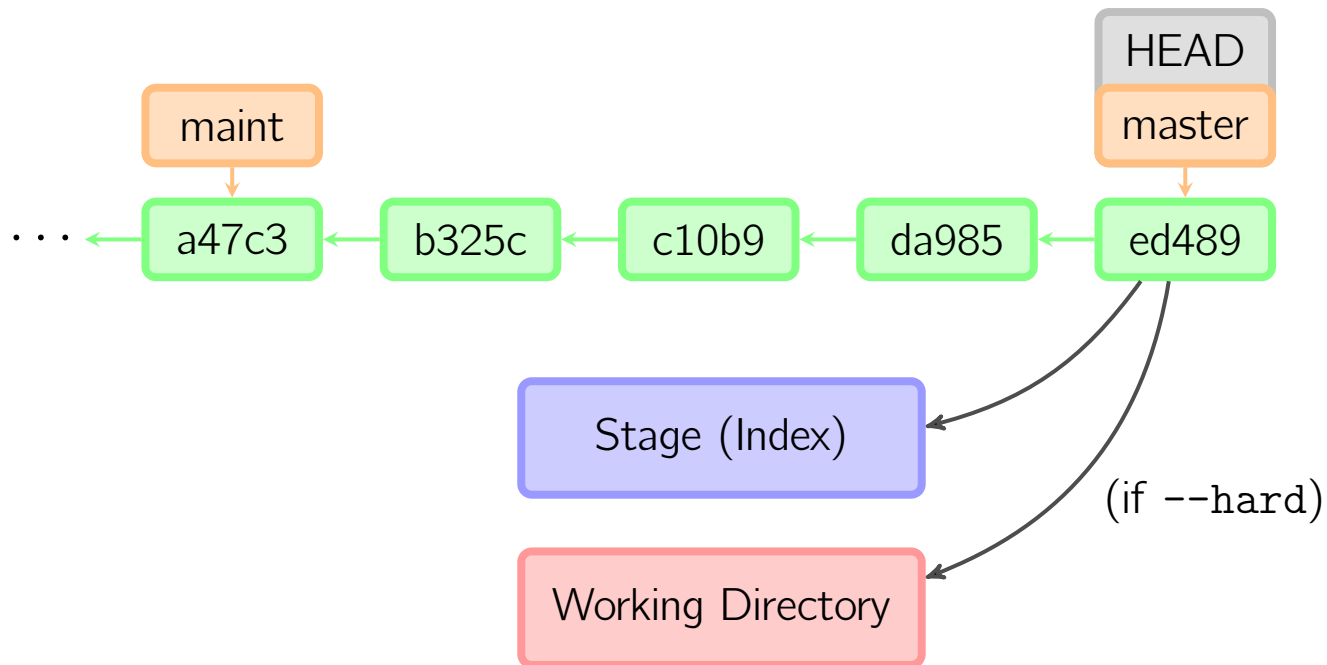 HEAD
maint
master
...
a47c3
b325c
c10b9
da985
ed489
Stage (Index)
(if --hard)
Working Directory